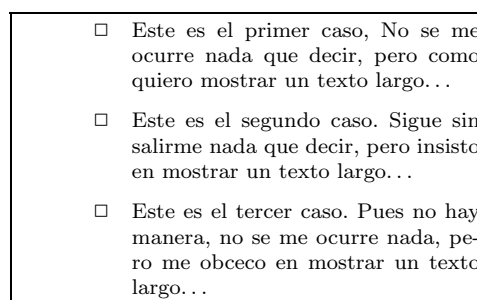 □ Este es el primer caso, No se me
ocurre nada que decir, pero como
quiero mostrar un texto largo...
□ Este es el segundo caso. Sigue sin
salirme nada que decir, pero insisto
en mostrar un texto largo...
□ Este es el tercer caso. Pues no hay
manera, no se me ocurre nada, pe-
ro me obceco en mostrar un texto
largo...